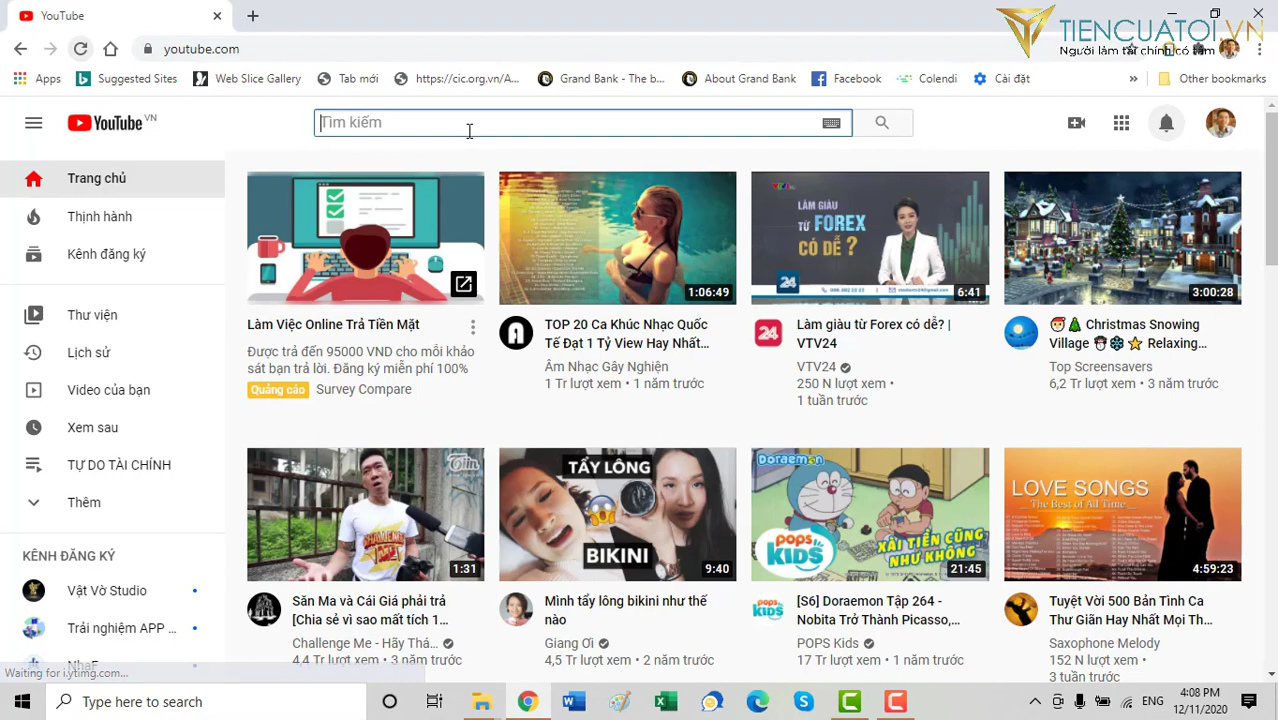 YouTube
TIENCUATOI.VN
Người làm tài chính có tâm
youtube.com
Apps
Suggested Sites
Web Slice Gallery
Tab mới
https://cic.org.vn/A...
Grand Bank - The b...
About Grand Bank
Facebook
Colendi
Cài đặt
Other bookmarks
YouTube VN
Tìm kiếm
Trang chủ
Thịnh hành
Kênh đăng ký
Thư viện
Lịch sử
Video của bạn
Xem sau
TỰ DO TÀI CHÍNH
Thêm
KÊNH ĐĂNG KÝ
Vật Vờ Studio
Trải nghiệm APP ...
Làm Việc Online Trả Tiền Mặt
Được trả đến 95000 VND cho mỗi khảo
sát bạn trả lời. Đăng ký miễn phí 100%
Quảng cáo Survey Compare
1:06:49
TOP 20 Ca Khúc Nhạc Quốc
Tế Đạt 1 Tỷ View Hay Nhất...
Âm Nhạc Gây Nghiện
1 Tr lượt xem • 1 năm trước
LÀM GIÀU
TỪ FOREX
CÓ DỄ ?
24
6:41
24
Làm giàu từ Forex có dễ? |
VTV24
VTV24
250 N lượt xem •
1 tuần trước
3:00:28
Christmas Snowing
Village Relaxing...
Top Screensavers
6,2 Tr lượt xem • 3 năm trước
1:31
Săn Ma và Cái Giá phải trả
[Chia sẻ vì sao mất tích 1...
Challenge Me - Hãy Thá...
4,4 Tr lượt xem • 3 năm trước
TẨY LÔNG
BIKINI
9:40
Mình tẩy lông bikini như thế
nào
Giang Ơi
4,5 Tr lượt xem • 2 năm trước
Doraemon
POPS
KiDS
XÀI TIỀN CŨNG
NHƯ KHÔNG
21:45
[S6] Doraemon Tập 264 -
Nobita Trở Thành Picasso,...
POPS Kids
17 Tr lượt xem • 1 năm trước
LOVE SONGS
The Best of All Time
4:59:23
Tuyệt Vời 500 Bản Tình Ca
Thư Giãn Hay Nhất Mọi Th...
Saxophone Melody
152 N lượt xem •
3 tuần trước
Waiting for i.ytimg.com...
Type here to search
ENG
4:08 PM
12/11/2020